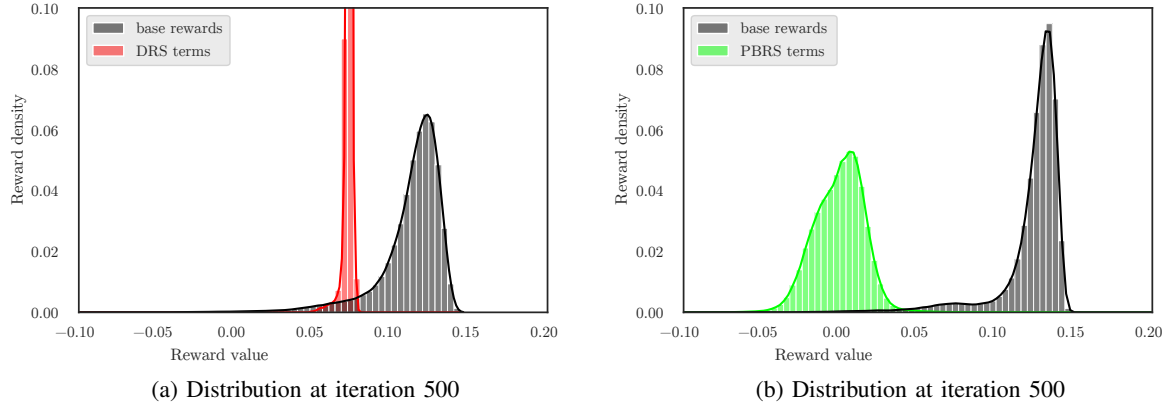 0.10
0.08
0.06
0.04
0.02
0.00
Reward density
base rewards
DRS terms
−0.10 −0.05 0.00 0.05 0.10 0.15 0.20
Reward value
(a) Distribution at iteration 500
0.10
0.08
0.06
0.04
0.02
0.00
Reward density
base rewards
PBRS terms
−0.10 −0.05 0.00 0.05 0.10 0.15 0.20
Reward value
(b) Distribution at iteration 500